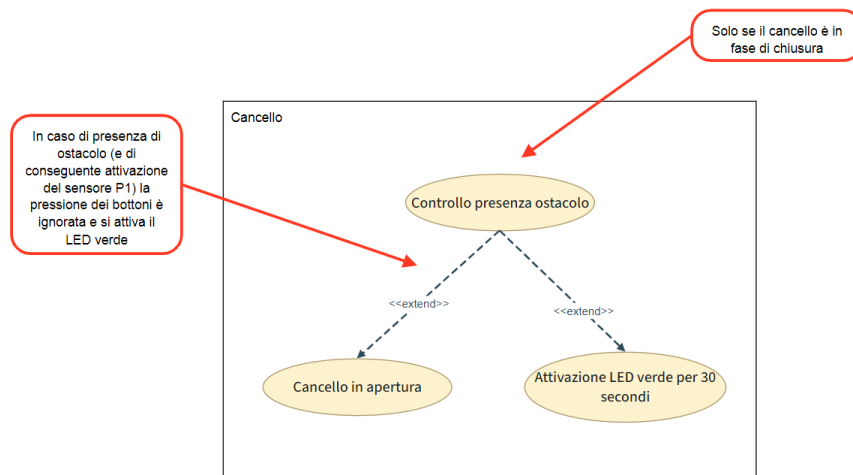 Solo se il cancello è in
fase di chiusura
Cancello
In caso di presenza di
ostacolo (e di
conseguente attivazione
del sensore P1) la
pressione dei bottoni è
ignorata e si attiva il
LED verde
Controllo presenza ostacolo
<<extend>>
<<extend>>
Cancello in apertura
Attivazione LED verde per 30
secondi